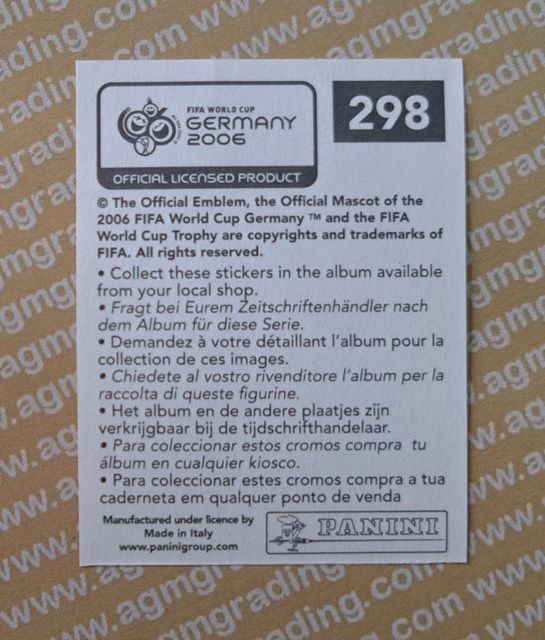 FIFA WORLD CUP
GERMANY
2006
OFFICIAL LICENSED PRODUCT
298
© The Official Emblem, the Official Mascot of the
2006 FIFA World Cup Germany ™ and the FIFA
World Cup Trophy are copyrights and trademarks of
FIFA. All rights reserved.
• Collect these stickers in the album available
from your local shop.
• Fragt bei Eurem Zeitschriftenhändler nach
dem Album für diese Serie.
• Demandez à votre détaillant l'album pour la
collection de ces images.
• Chiedete al vostro rivenditore l'album per la
raccolta di queste figurine.
• Het album en de andere plaatjes zijn
verkrijgbaar bij de tijdschrifthandelaar.
• Para coleccionar estos cromos compra tu
álbum en cualquier kiosco.
• Para coleccionar estes cromos compra a tua
caderneta em qualquer ponto de venda
Manufactured under licence by
Made in Italy
www.paninigroup.com
PANINI
www.agmgrading.com